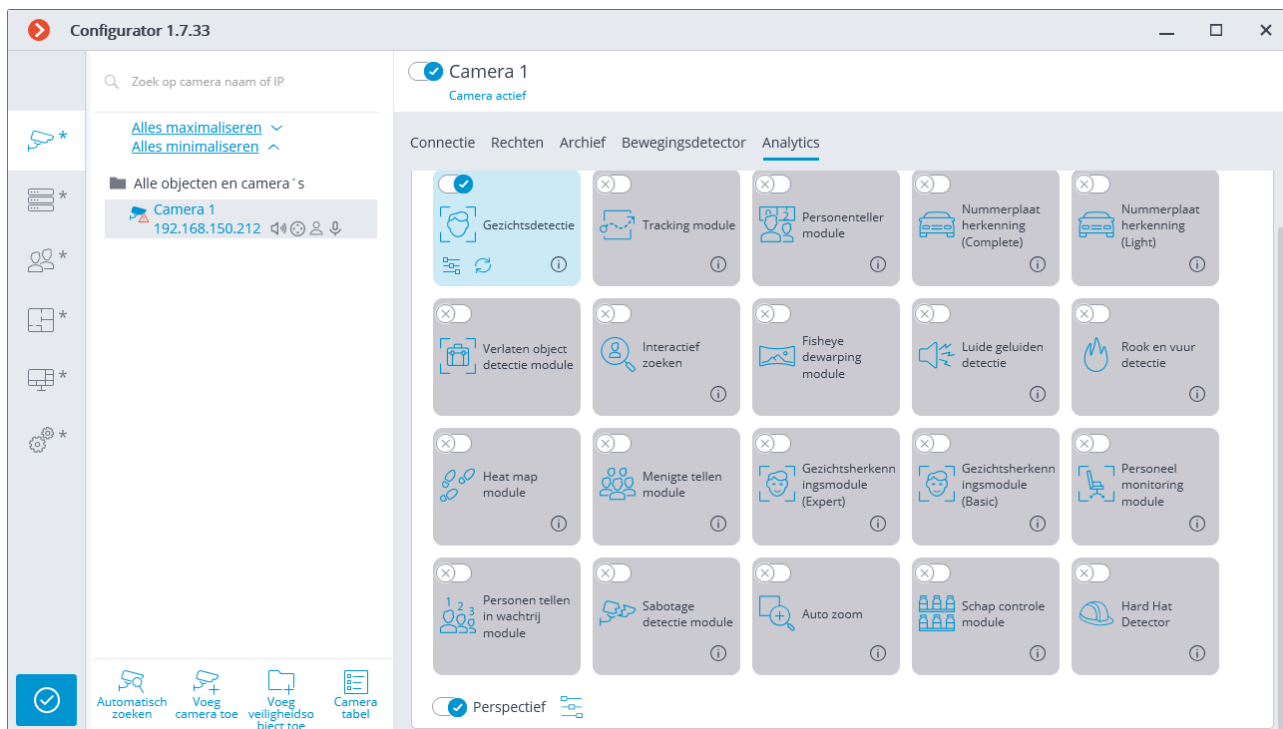 Configurator 1.7.33
Zoek op camera naam of IP
Alles maximaliseren
Alles minimaliseren
Alle objecten en camera´s
Camera 1
192.168.150.212
Automatisch
zoeken
Voeg
camera toe
Voeg
veiligheidso
bject toe
Camera
tabel
Camera 1
Camera actief
Connectie Rechten Archief Bewegingsdetector Analytics
Gezichtsdetectie
Tracking module
Personenteller
module
Nummerplaat
herkenning
(Complete)
Nummerplaat
herkenning
(Light)
Verlaten object
detectie module
Interactief
zoeken
Fisheye
dewarping
module
Luide geluiden
detectie
Rook en vuur
detectie
Heat map
module
Menigte tellen
module
Gezichtsherkenn
ingsmodule
(Expert)
Gezichtsherkenn
ingsmodule
(Basic)
Personeel
monitoring
module
1 2 3
Personen tellen
in wachtrij
module
Sabotage
detectie module
Auto zoom
Schap controle
module
Hard Hat
Detector
Perspectief